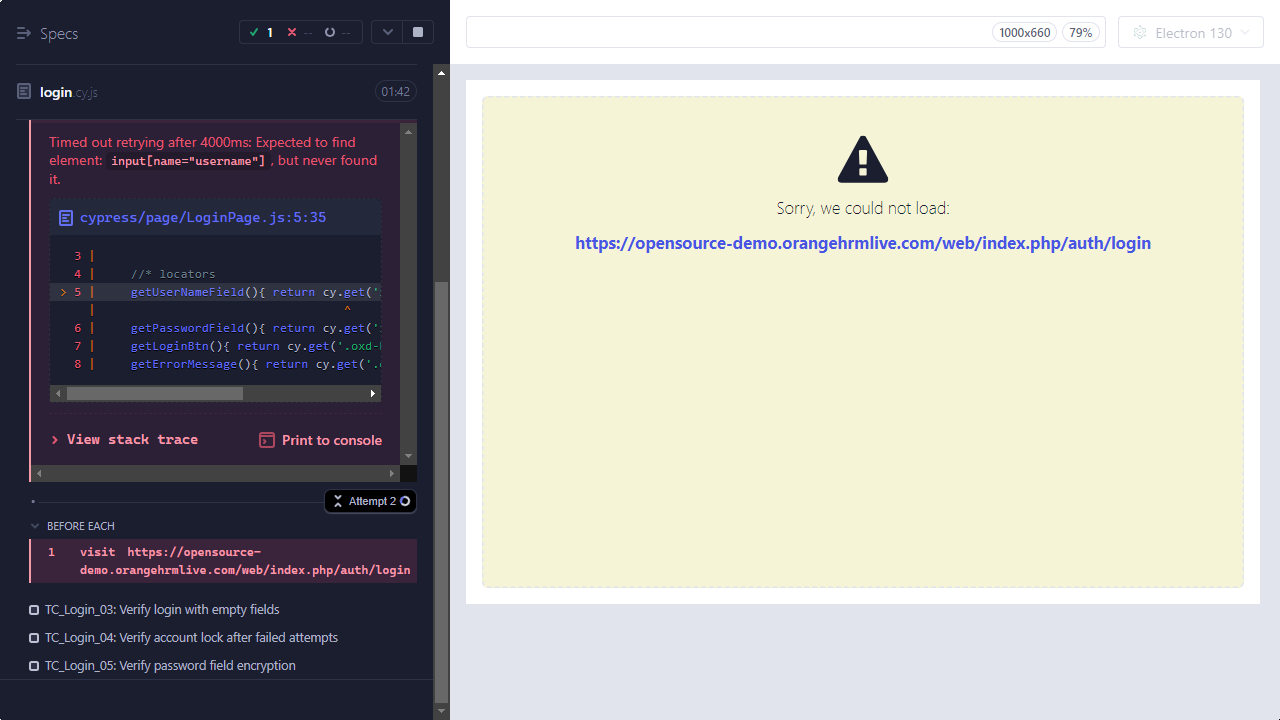 Specs
1 -- --
1000x660 79%
Electron 130
login cy.js
01:42
Timed out retrying after 4000ms: Expected to find
element: input[name="username"], but never found
it.
cypress/page/LoginPage.js:5:35
3 |
4 | //* locators
> 5 | getUserNameField(){ return cy.get('
| ^
6 | getPasswordField(){ return cy.get('
7 | getLoginBtn(){ return cy.get('.oxd-
8 | getErrorMessage(){ return cy.get('.
> View stack trace
Print to console
Attempt 2
BEFORE EACH
1 visit https://opensource-
demo.orangehrmlive.com/web/index.php/auth/login
TC_Login_03: Verify login with empty fields
TC_Login_04: Verify account lock after failed attempts
TC_Login_05: Verify password field encryption
Sorry, we could not load:
https://opensource-demo.orangehrmlive.com/web/index.php/auth/login